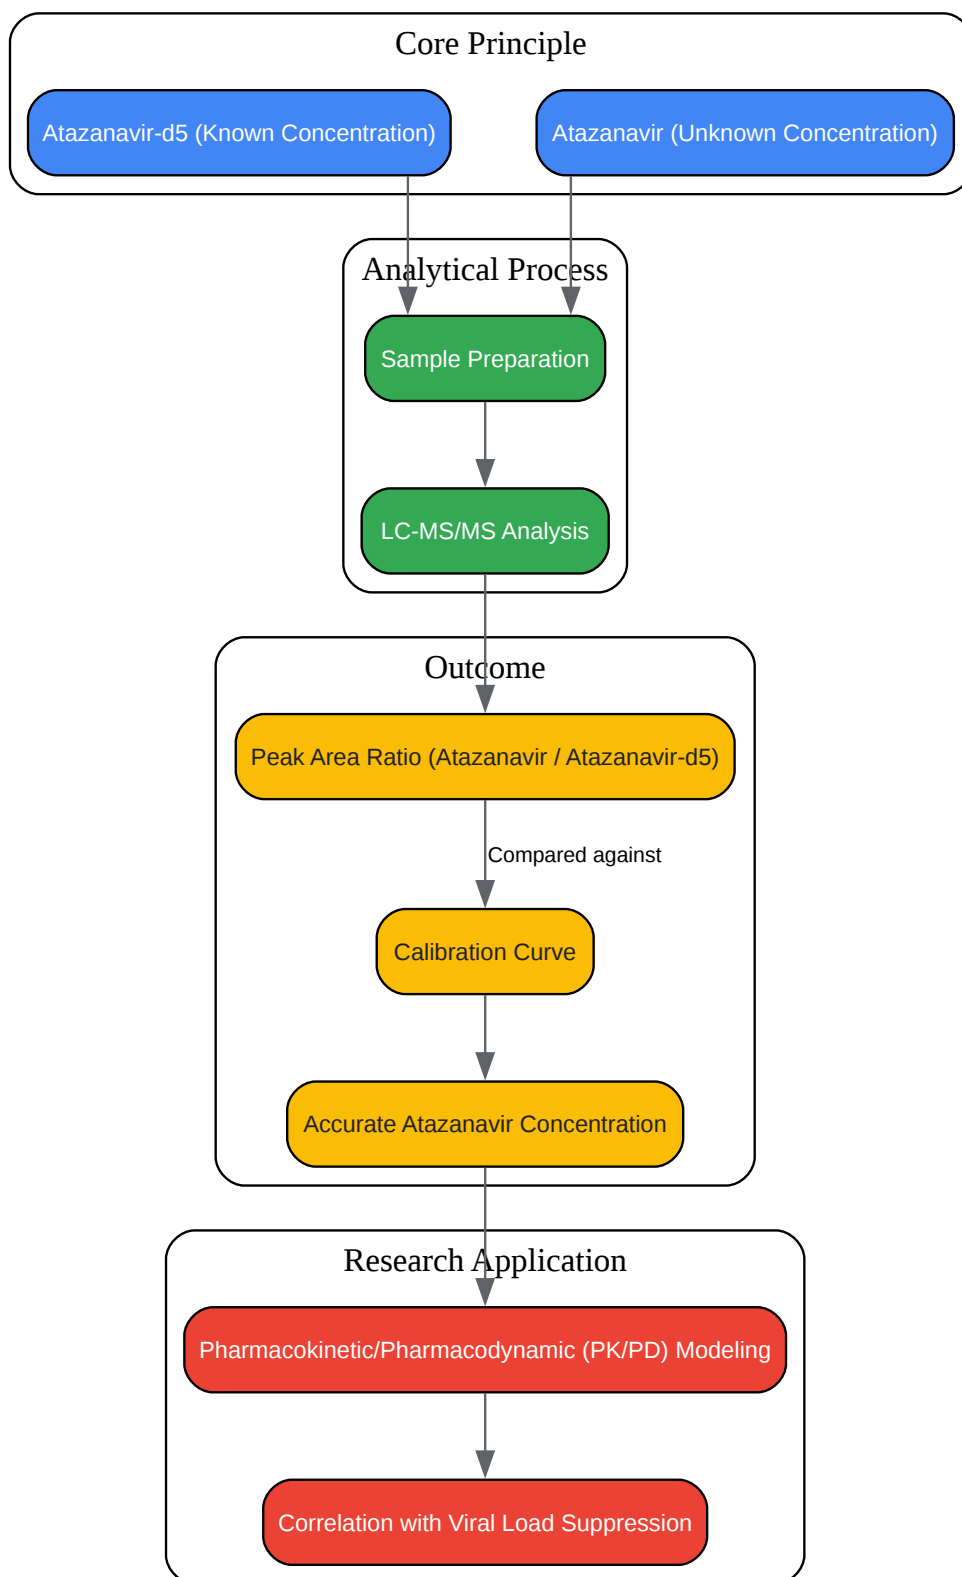 Core Principle
Atazanavir-d5 (Known Concentration)
Atazanavir (Unknown Concentration)
Analytical Process
Sample Preparation
LC-MS/MS Analysis
Outcome
Peak Area Ratio (Atazanavir / Atazanavir-d5)
Compared against
Calibration Curve
Accurate Atazanavir Concentration
Research Application
Pharmacokinetic/Pharmacodynamic (PK/PD) Modeling
Correlation with Viral Load Suppression